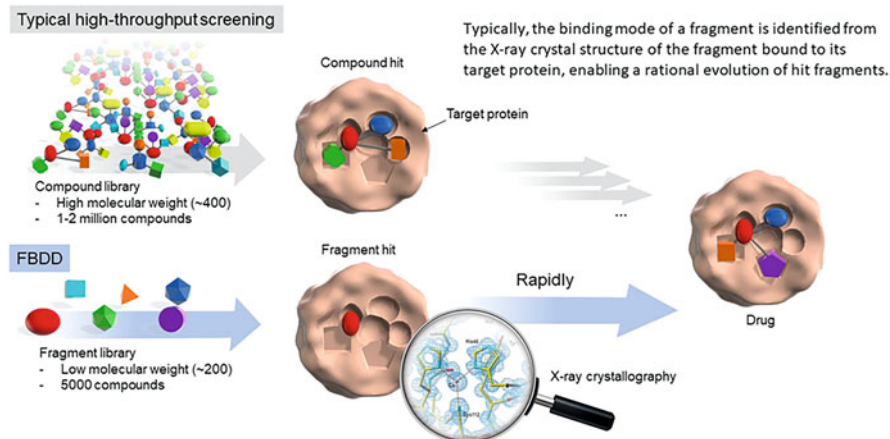 Typical high-throughput screening
Typically, the binding mode of a fragment is identified from
the X-ray crystal structure of the fragment bound to its
target protein, enabling a rational evolution of hit fragments.
Compound hit
Target protein
Compound library
- High molecular weight (~400)
- 1-2 million compounds
...
FBDD
Fragment hit
Rapidly
Drug
Fragment library
- Low molecular weight (~200)
- 5000 compounds
X-ray crystallography